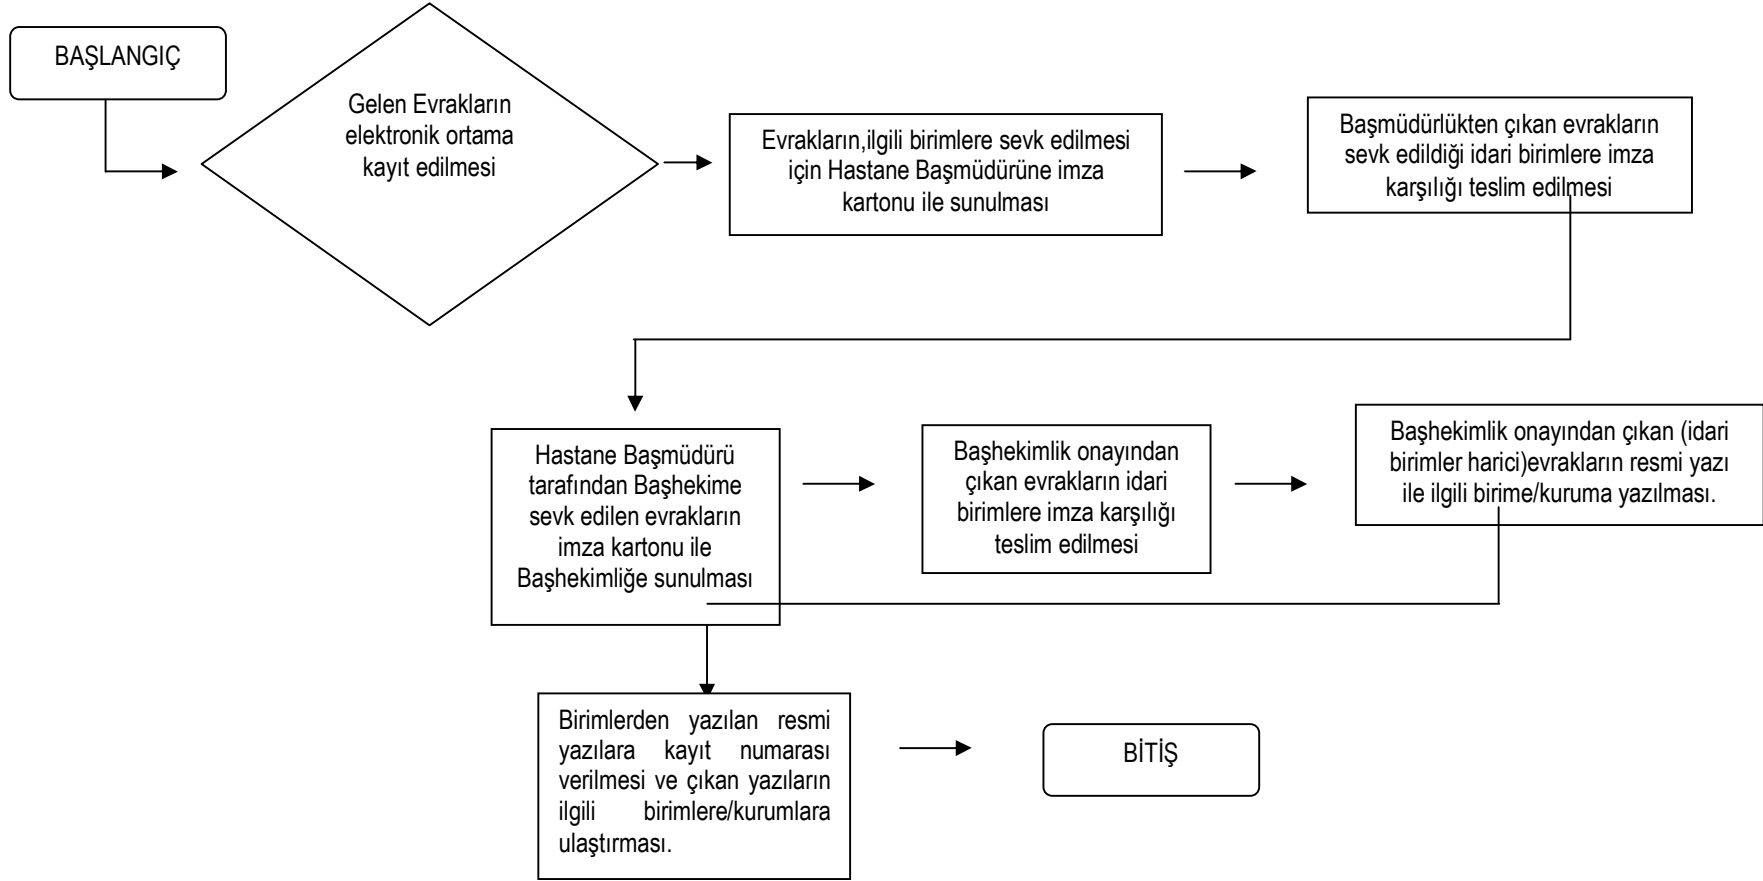 BAŞLANGIÇ
Gelen Evrakların
elektronik ortama
kayıt edilmesi
Evrakların,ilgili birimlere sevk edilmesi
için Hastane Başmüdürüne imza
kartonu ile sunulması
Başmüdürlükten çıkan evrakların
sevk edildiği idari birimlere imza
karşılığı teslim edilmesi
Hastane Başmüdürü
tarafından Başhekime
sevk edilen evrakların
imza kartonu ile
Başhekimliğe sunulması
Başhekimlik onayından
çıkan evrakların idari
birimlere imza karşılığı
teslim edilmesi
Başhekimlik onayından çıkan (idari
birimler harici)evrakların resmi yazı
ile ilgili birime/kuruma yazılması.
Birimlerden yazılan resmi
yazılara kayıt numarası
verilmesi ve çıkan yazıların
ilgili birimlere/kurumlara
ulaştırması.
BİTİŞ